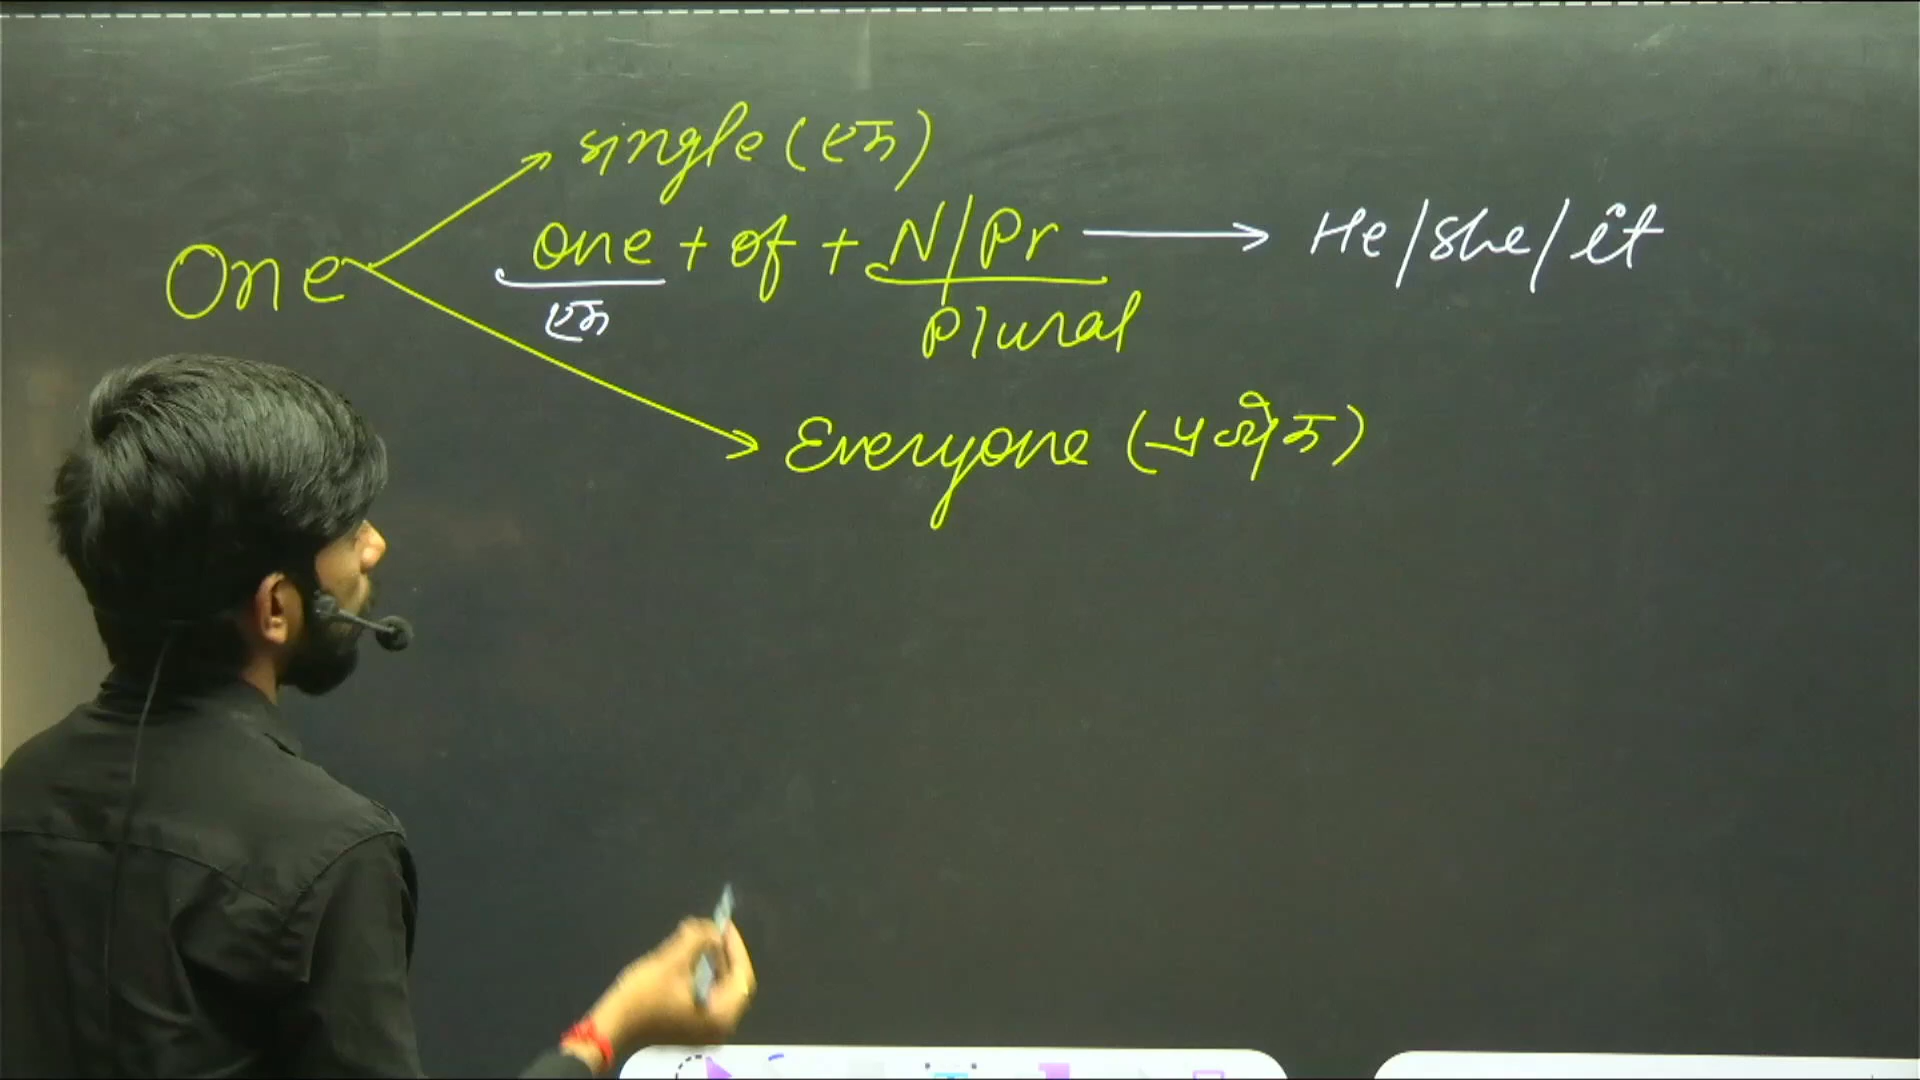 One
single (एक)
one + of + N/Pr → He/she/it
एक
Plural
Everyone (प्रत्येक)